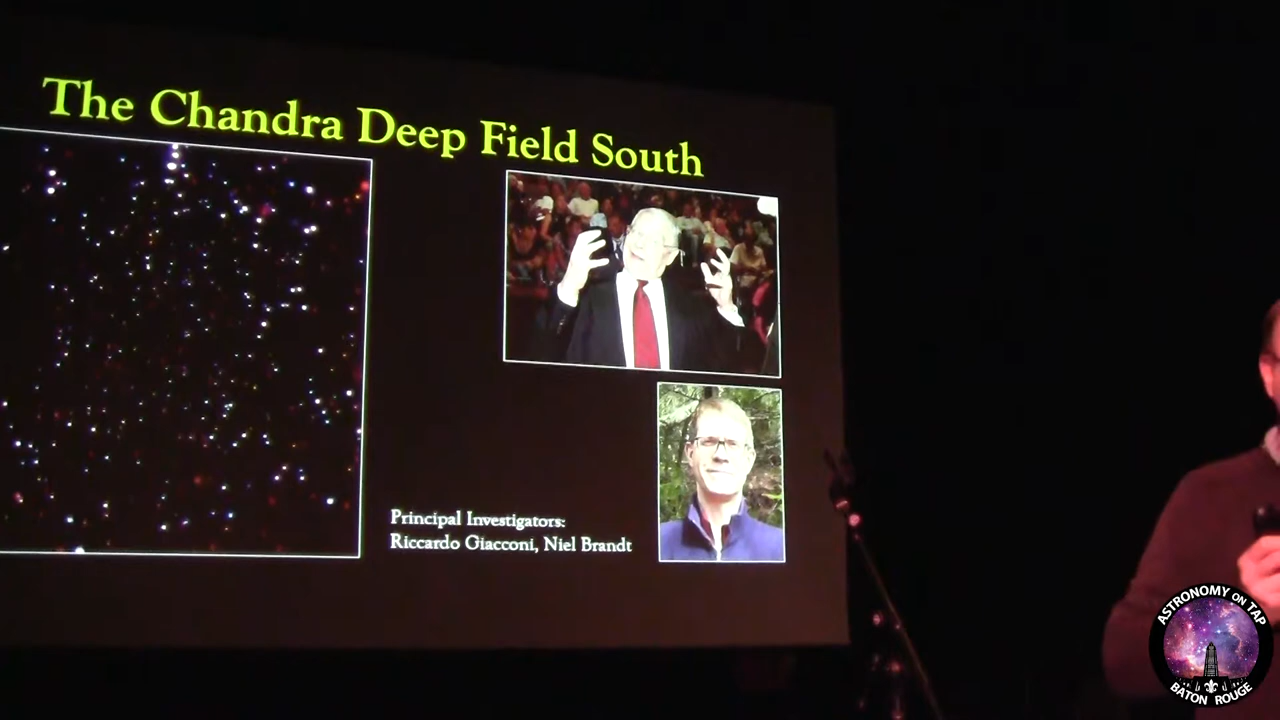 The Chandra Deep Field South
Principal Investigators:
Riccardo Giacconi, Niel Brandt
ASTRONOMY ON TAP
BATON ROUGE